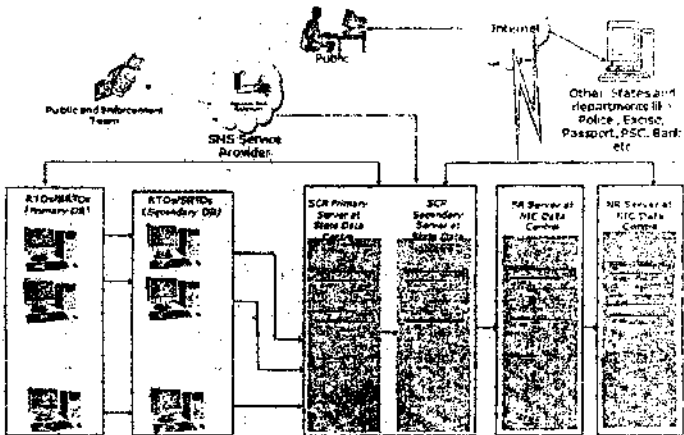 Public
Internet
Public and Enforcement
Team
SMS Service
Provider
Other States and
departments like
Police, Excise,
Passport, PSC, Bank
etc
RTOs/SRTOs
(Primary DB)
RTOs/SRTOs
(Secondary DB)
SCR Primary
Server at
State Data
Centre
SCR
Secondary
Server at
State Data
SR Server at
NIC Data
Centre
NR Server at
NIC Data
Centre